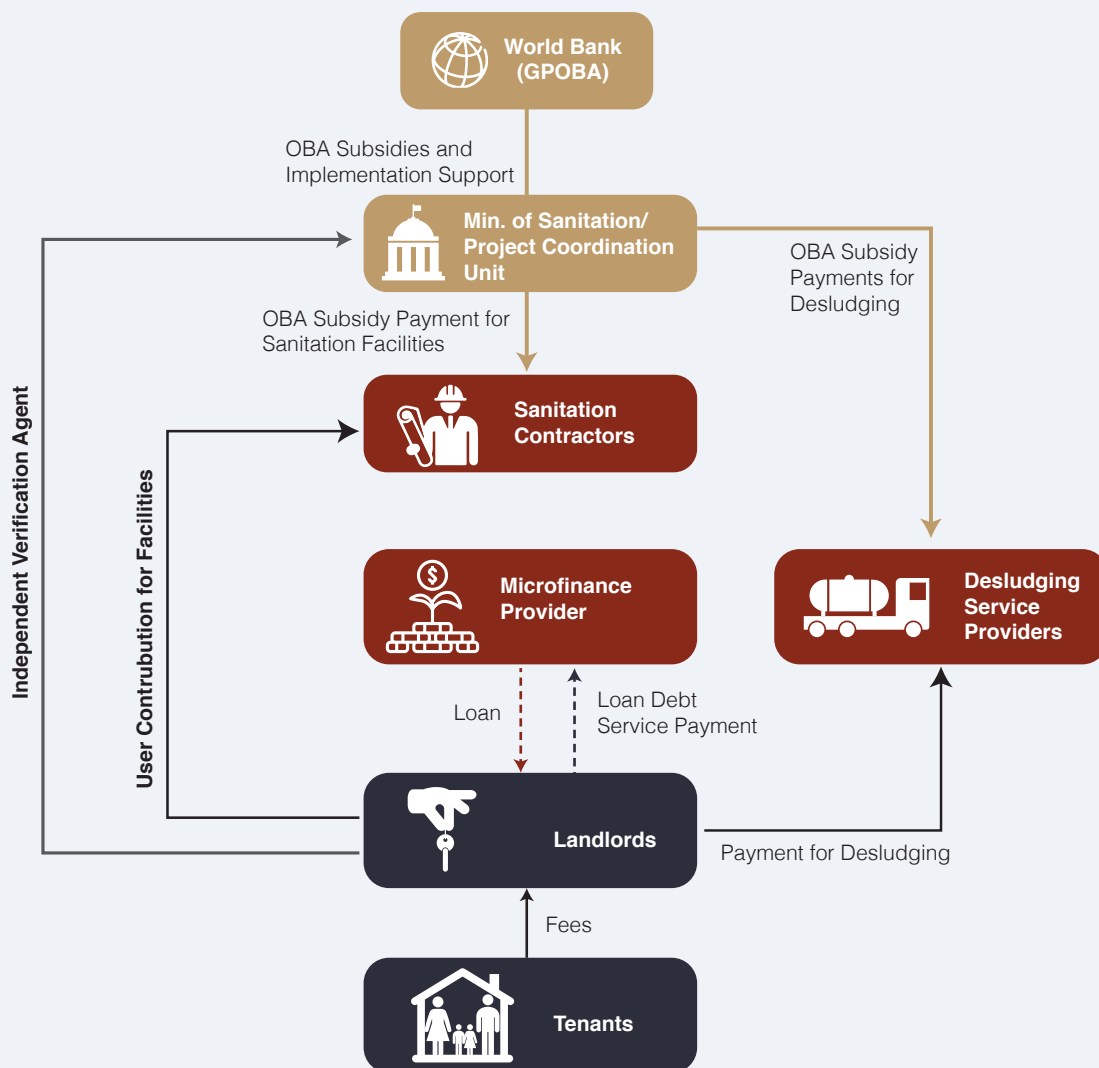 World Bank
(GPOBA)
OBA Subsidies and
Implementation Support
Min. of Sanitation/
Project Coordination
Unit
OBA Subsidy
Payments for
Desludging
OBA Subsidy Payment for
Sanitation Facilities
Sanitation
Contractors
Independent Verification Agent
User Contrubution for Facilities
Microfinance
Provider
$
Desludging
Service
Providers
Loan
Loan Debt
Service Payment
Landlords
Payment for Desludging
Fees
Tenants